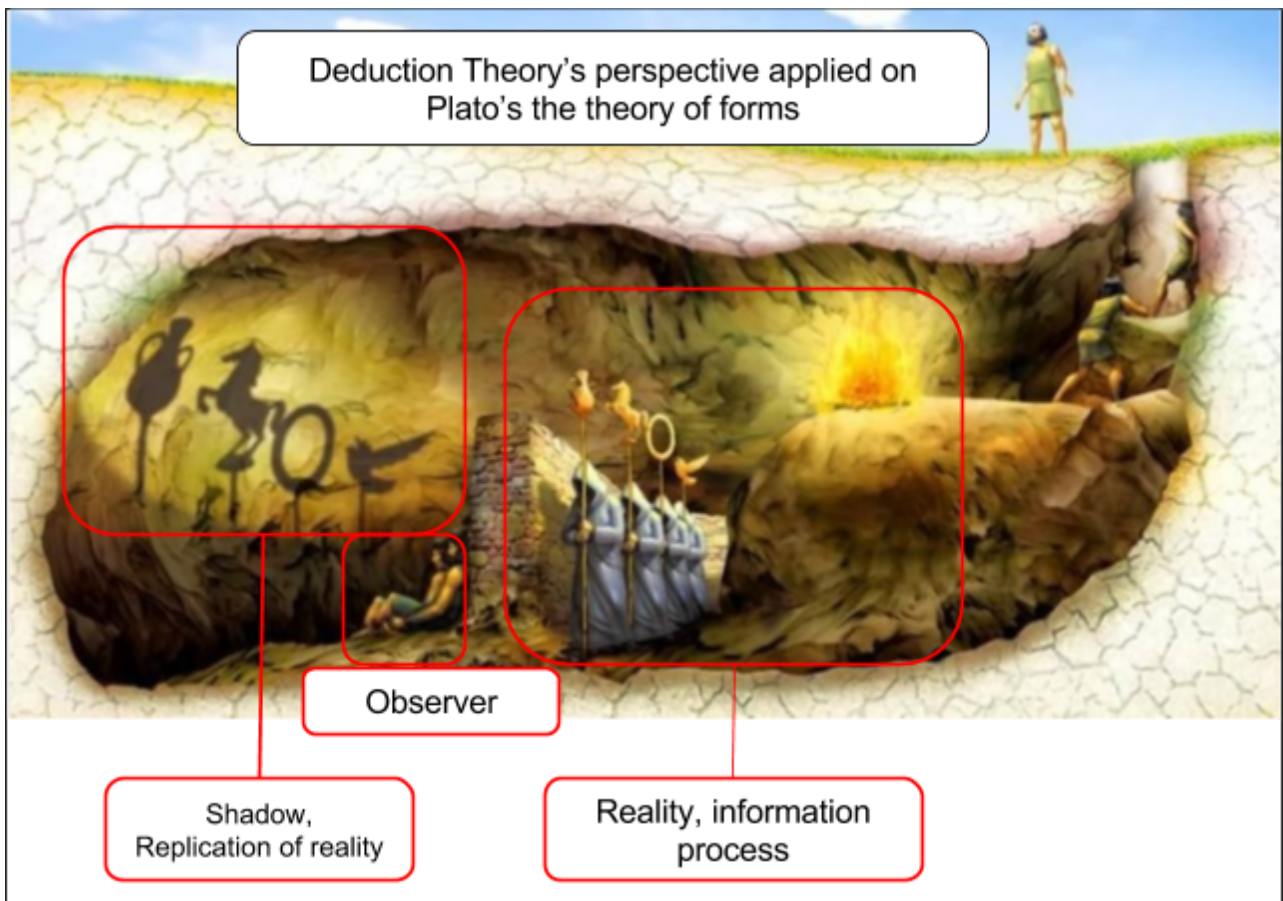 Deduction Theory's perspective applied on
Plato's the theory of forms
Observer
Shadow,
Replication of reality
Reality, information
process